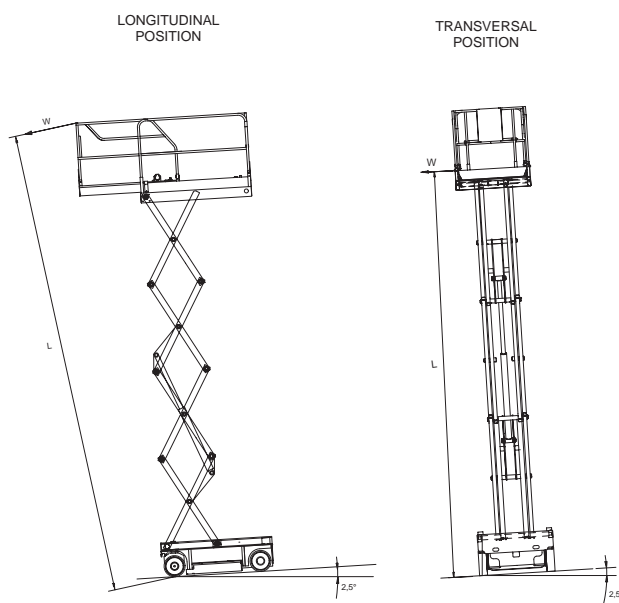 LONGITUDINAL
POSITION
TRANSVERSAL
POSITION
W
W
L
L
2,5°
2,5